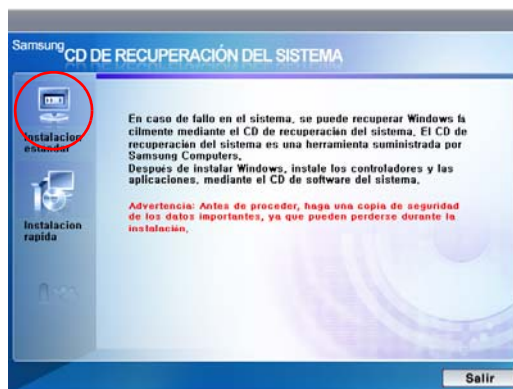 Samsung CD DE RECUPERACIÓN DEL SISTEMA
Instalacion
estandar
Instalacion
rapida
En caso de fallo en el sistema, se puede recuperar Windows fá
cilmente mediante el CD de recuperación del sistema. El CD de
recuperación del sistema es una herramienta suministrada por
Samsung Computers.
Después de instalar Windows, instale los controladores y las
aplicaciones, mediante el CD de software del sistema.
Advertencia: Antes de proceder, haga una copia de seguridad
de los datos importantes, ya que pueden perderse durante la
instalación.
Salir